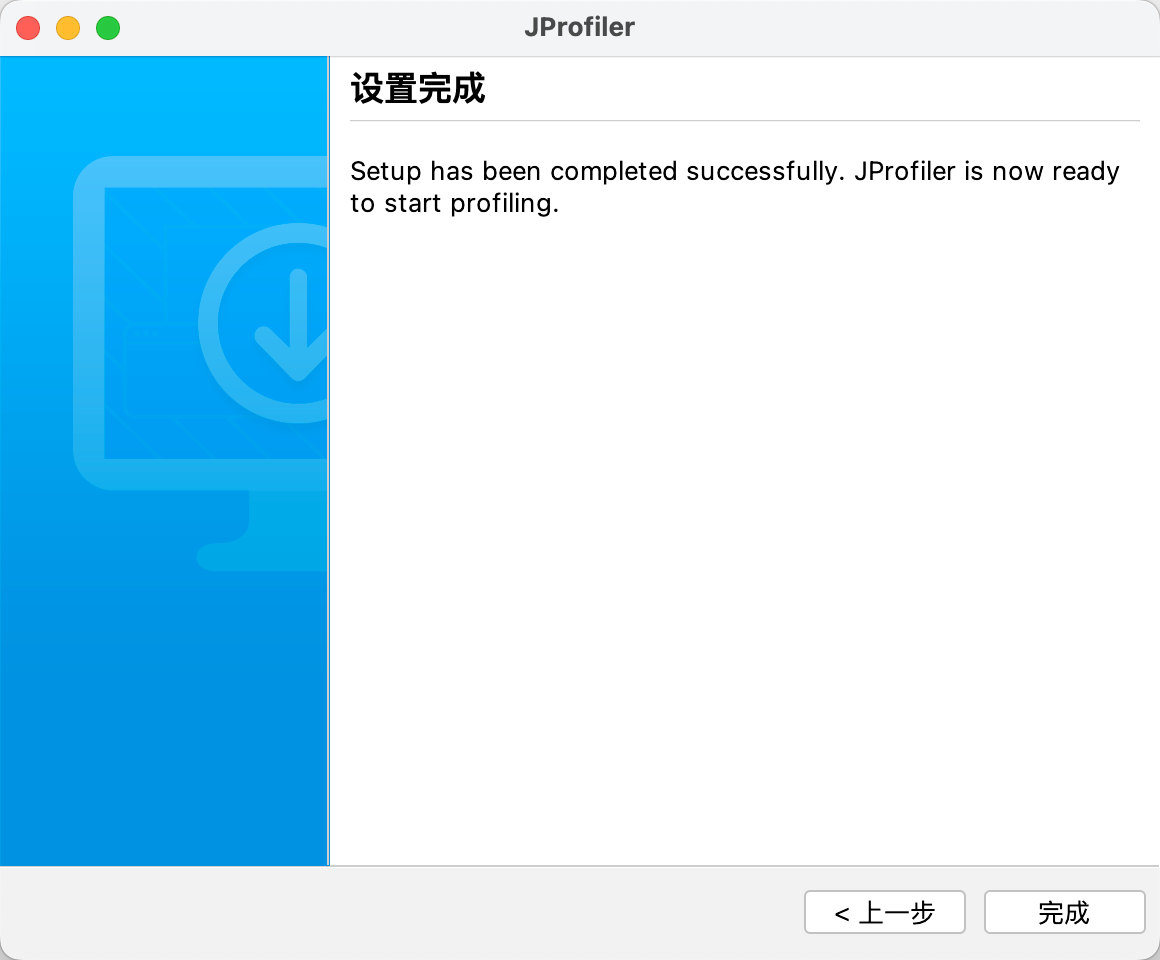 JProfiler
设置完成
Setup has been completed successfully. JProfiler is now ready
to start profiling.
< 上一步
完成